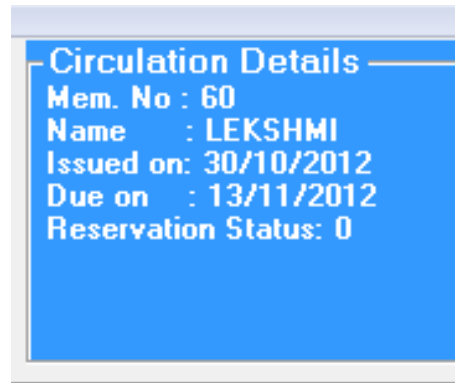 Circulation Details
Mem. No : 60
Name : LEKSHMI
Issued on: 30/10/2012
Due on : 13/11/2012
Reservation Status: 0